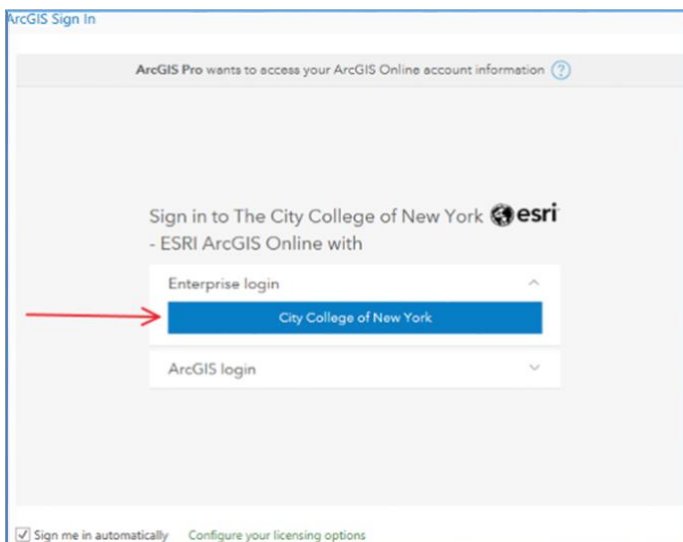 ArcGIS Sign In
ArcGIS Pro wants to access your ArcGIS Online account information ?
Sign in to The City College of New York esri
- ESRI ArcGIS Online with
Enterprise login
City College of New York
ArcGIS login
Sign me in automatically Configure your licensing options